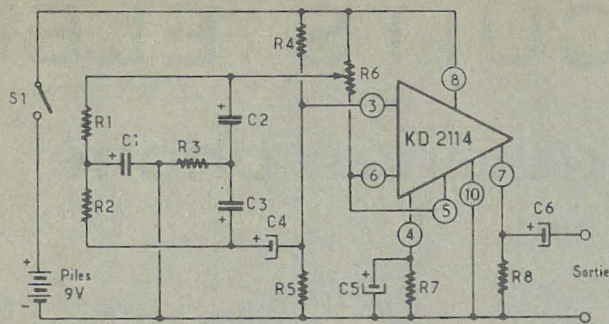 S1
R1
R2
C1
R3
C2
C3
C4
R4
R5
R6
3
6
KD 2114
8
5
4
10
7
C5
R7
R8
C6
+
+
+
+
+
+
+
-
Piles
9V
Sortie